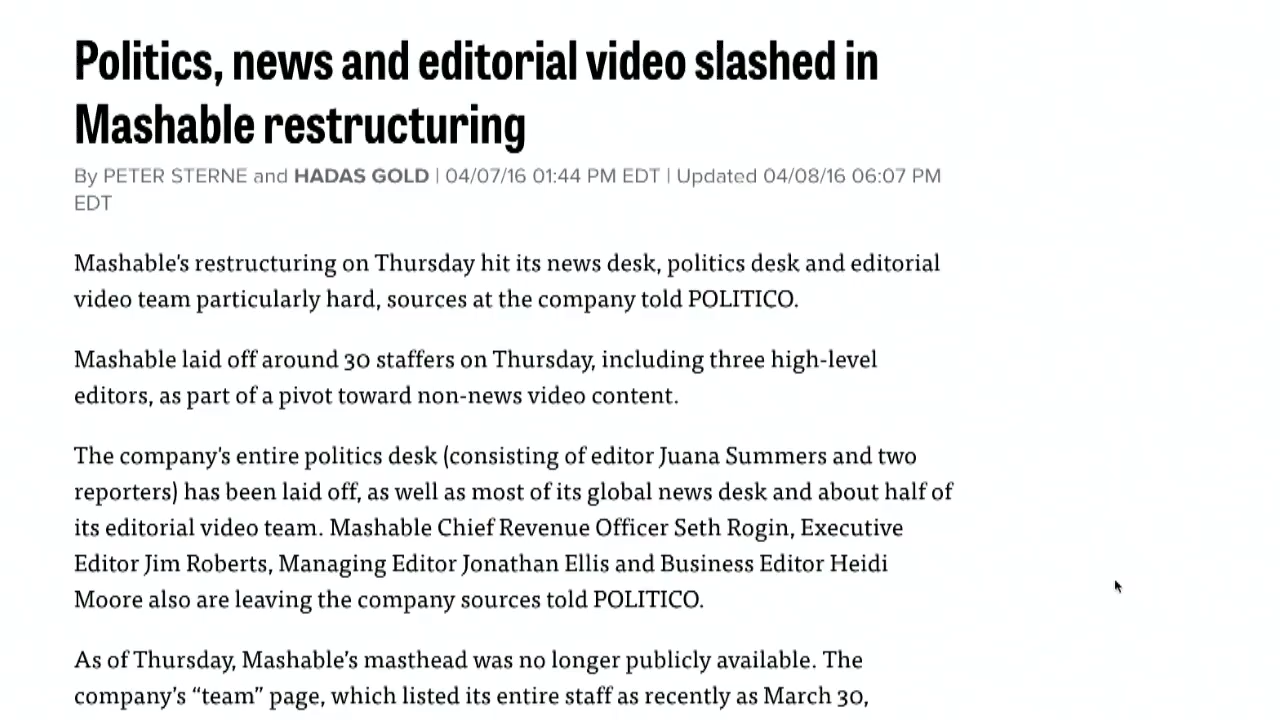 Politics, news and editorial video slashed in
Mashable restructuring
By PETER STERNE and HADAS GOLD | 04/07/16 01:44 PM EDT | Updated 04/08/16 06:07 PM
EDT
Mashable's restructuring on Thursday hit its news desk, politics desk and editorial
video team particularly hard, sources at the company told POLITICO.
Mashable laid off around 30 staffers on Thursday, including three high-level
editors, as part of a pivot toward non-news video content.
The company's entire politics desk (consisting of editor Juana Summers and two
reporters) has been laid off, as well as most of its global news desk and about half of
its editorial video team. Mashable Chief Revenue Officer Seth Rogin, Executive
Editor Jim Roberts, Managing Editor Jonathan Ellis and Business Editor Heidi
Moore also are leaving the company sources told POLITICO.
As of Thursday, Mashable’s masthead was no longer publicly available. The
company’s “team” page, which listed its entire staff as recently as March 30,